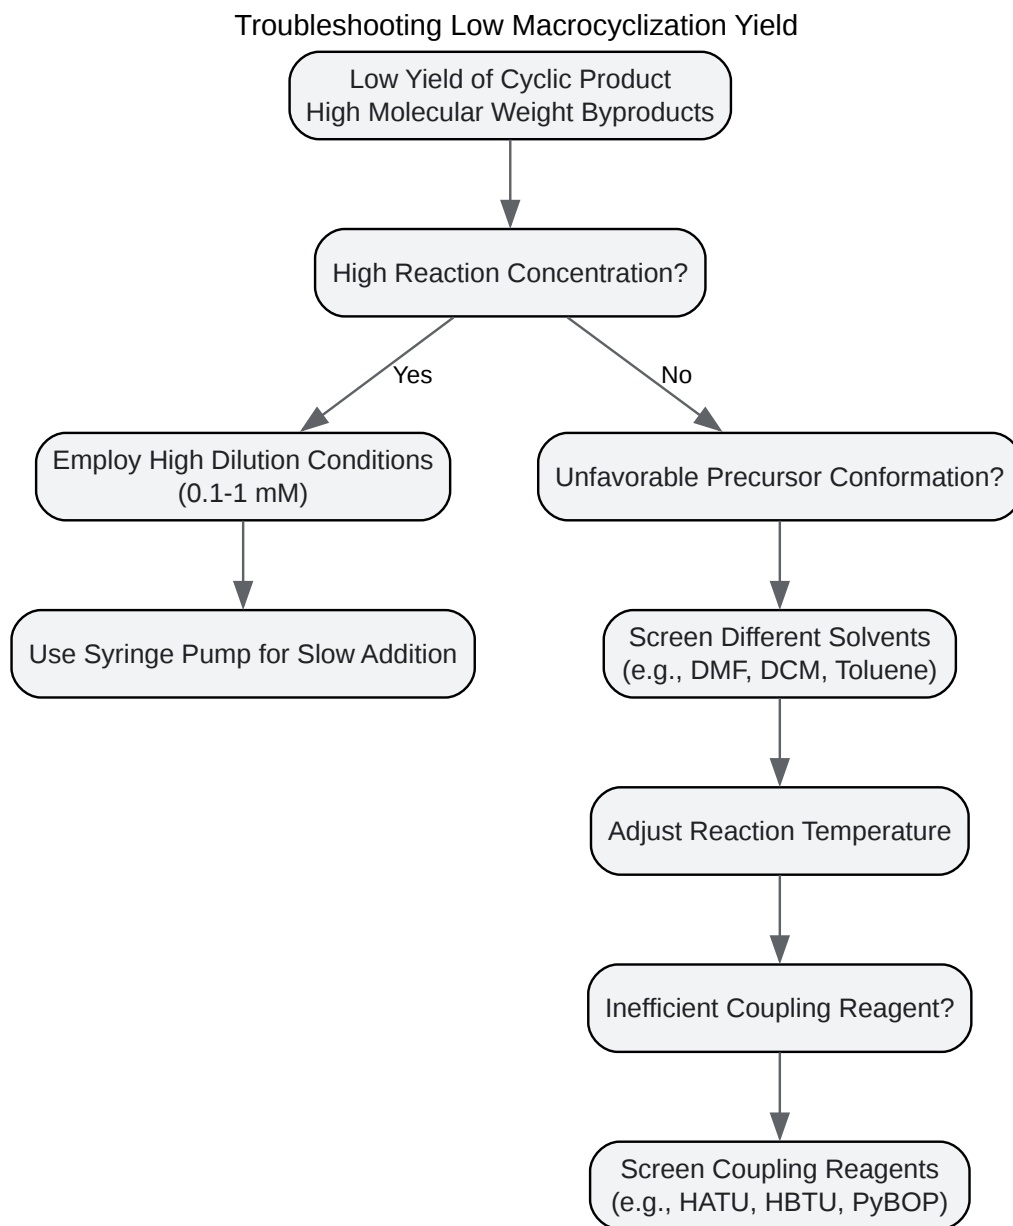 Troubleshooting Low Macrocyclization Yield
Low Yield of Cyclic Product
High Molecular Weight Byproducts
High Reaction Concentration?
Yes
No
Employ High Dilution Conditions
(0.1-1 mM)
Unfavorable Precursor Conformation?
Use Syringe Pump for Slow Addition
Screen Different Solvents
(e.g., DMF, DCM, Toluene)
Adjust Reaction Temperature
Inefficient Coupling Reagent?
Screen Coupling Reagents
(e.g., HATU, HBTU, PyBOP)